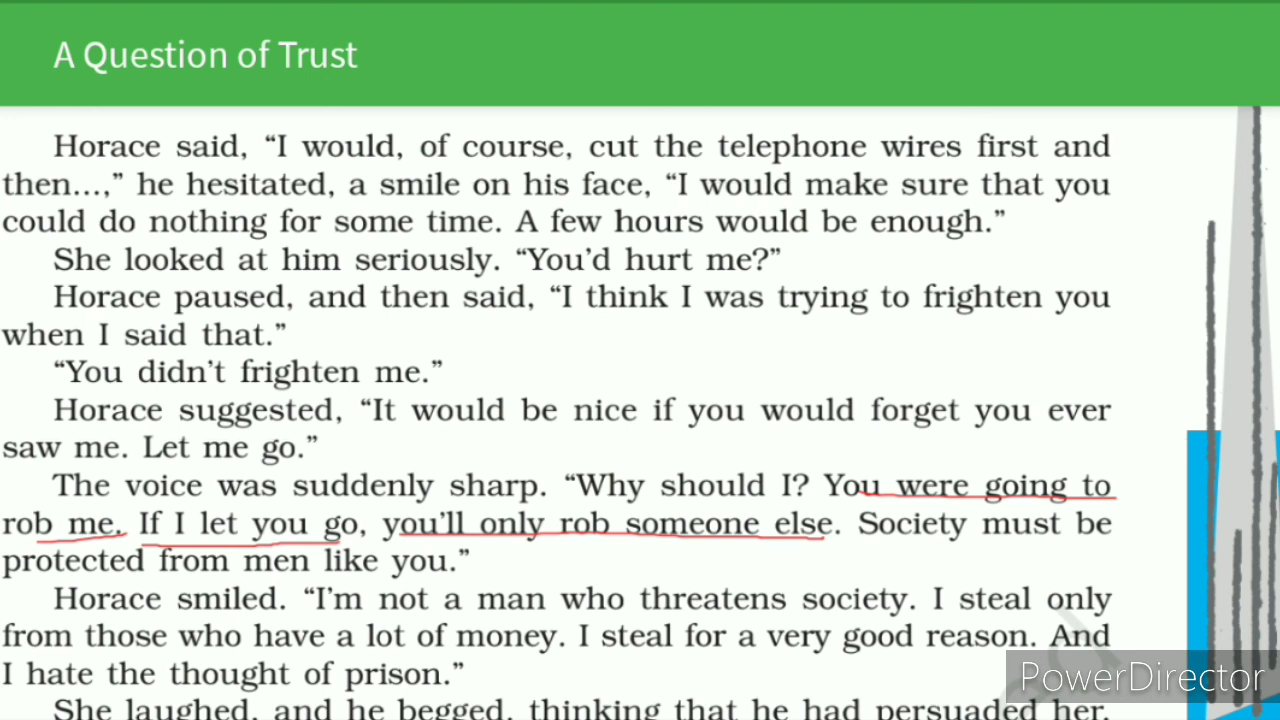 A Question of Trust
Horace said, “I would, of course, cut the telephone wires first and
then...,” he hesitated, a smile on his face, “I would make sure that you
could do nothing for some time. A few hours would be enough.”
She looked at him seriously. “You’d hurt me?”
Horace paused, and then said, “I think I was trying to frighten you
when I said that.”
“You didn’t frighten me.”
Horace suggested, “It would be nice if you would forget you ever
saw me. Let me go.”
The voice was suddenly sharp. “Why should I? You were going to
rob me. If I let you go, you’ll only rob someone else. Society must be
protected from men like you.”
Horace smiled. “I’m not a man who threatens society. I steal only
from those who have a lot of money. I steal for a very good reason. And
I hate the thought of prison.”
She laughed, and he begged, thinking that he had persuaded her,
PowerDirector